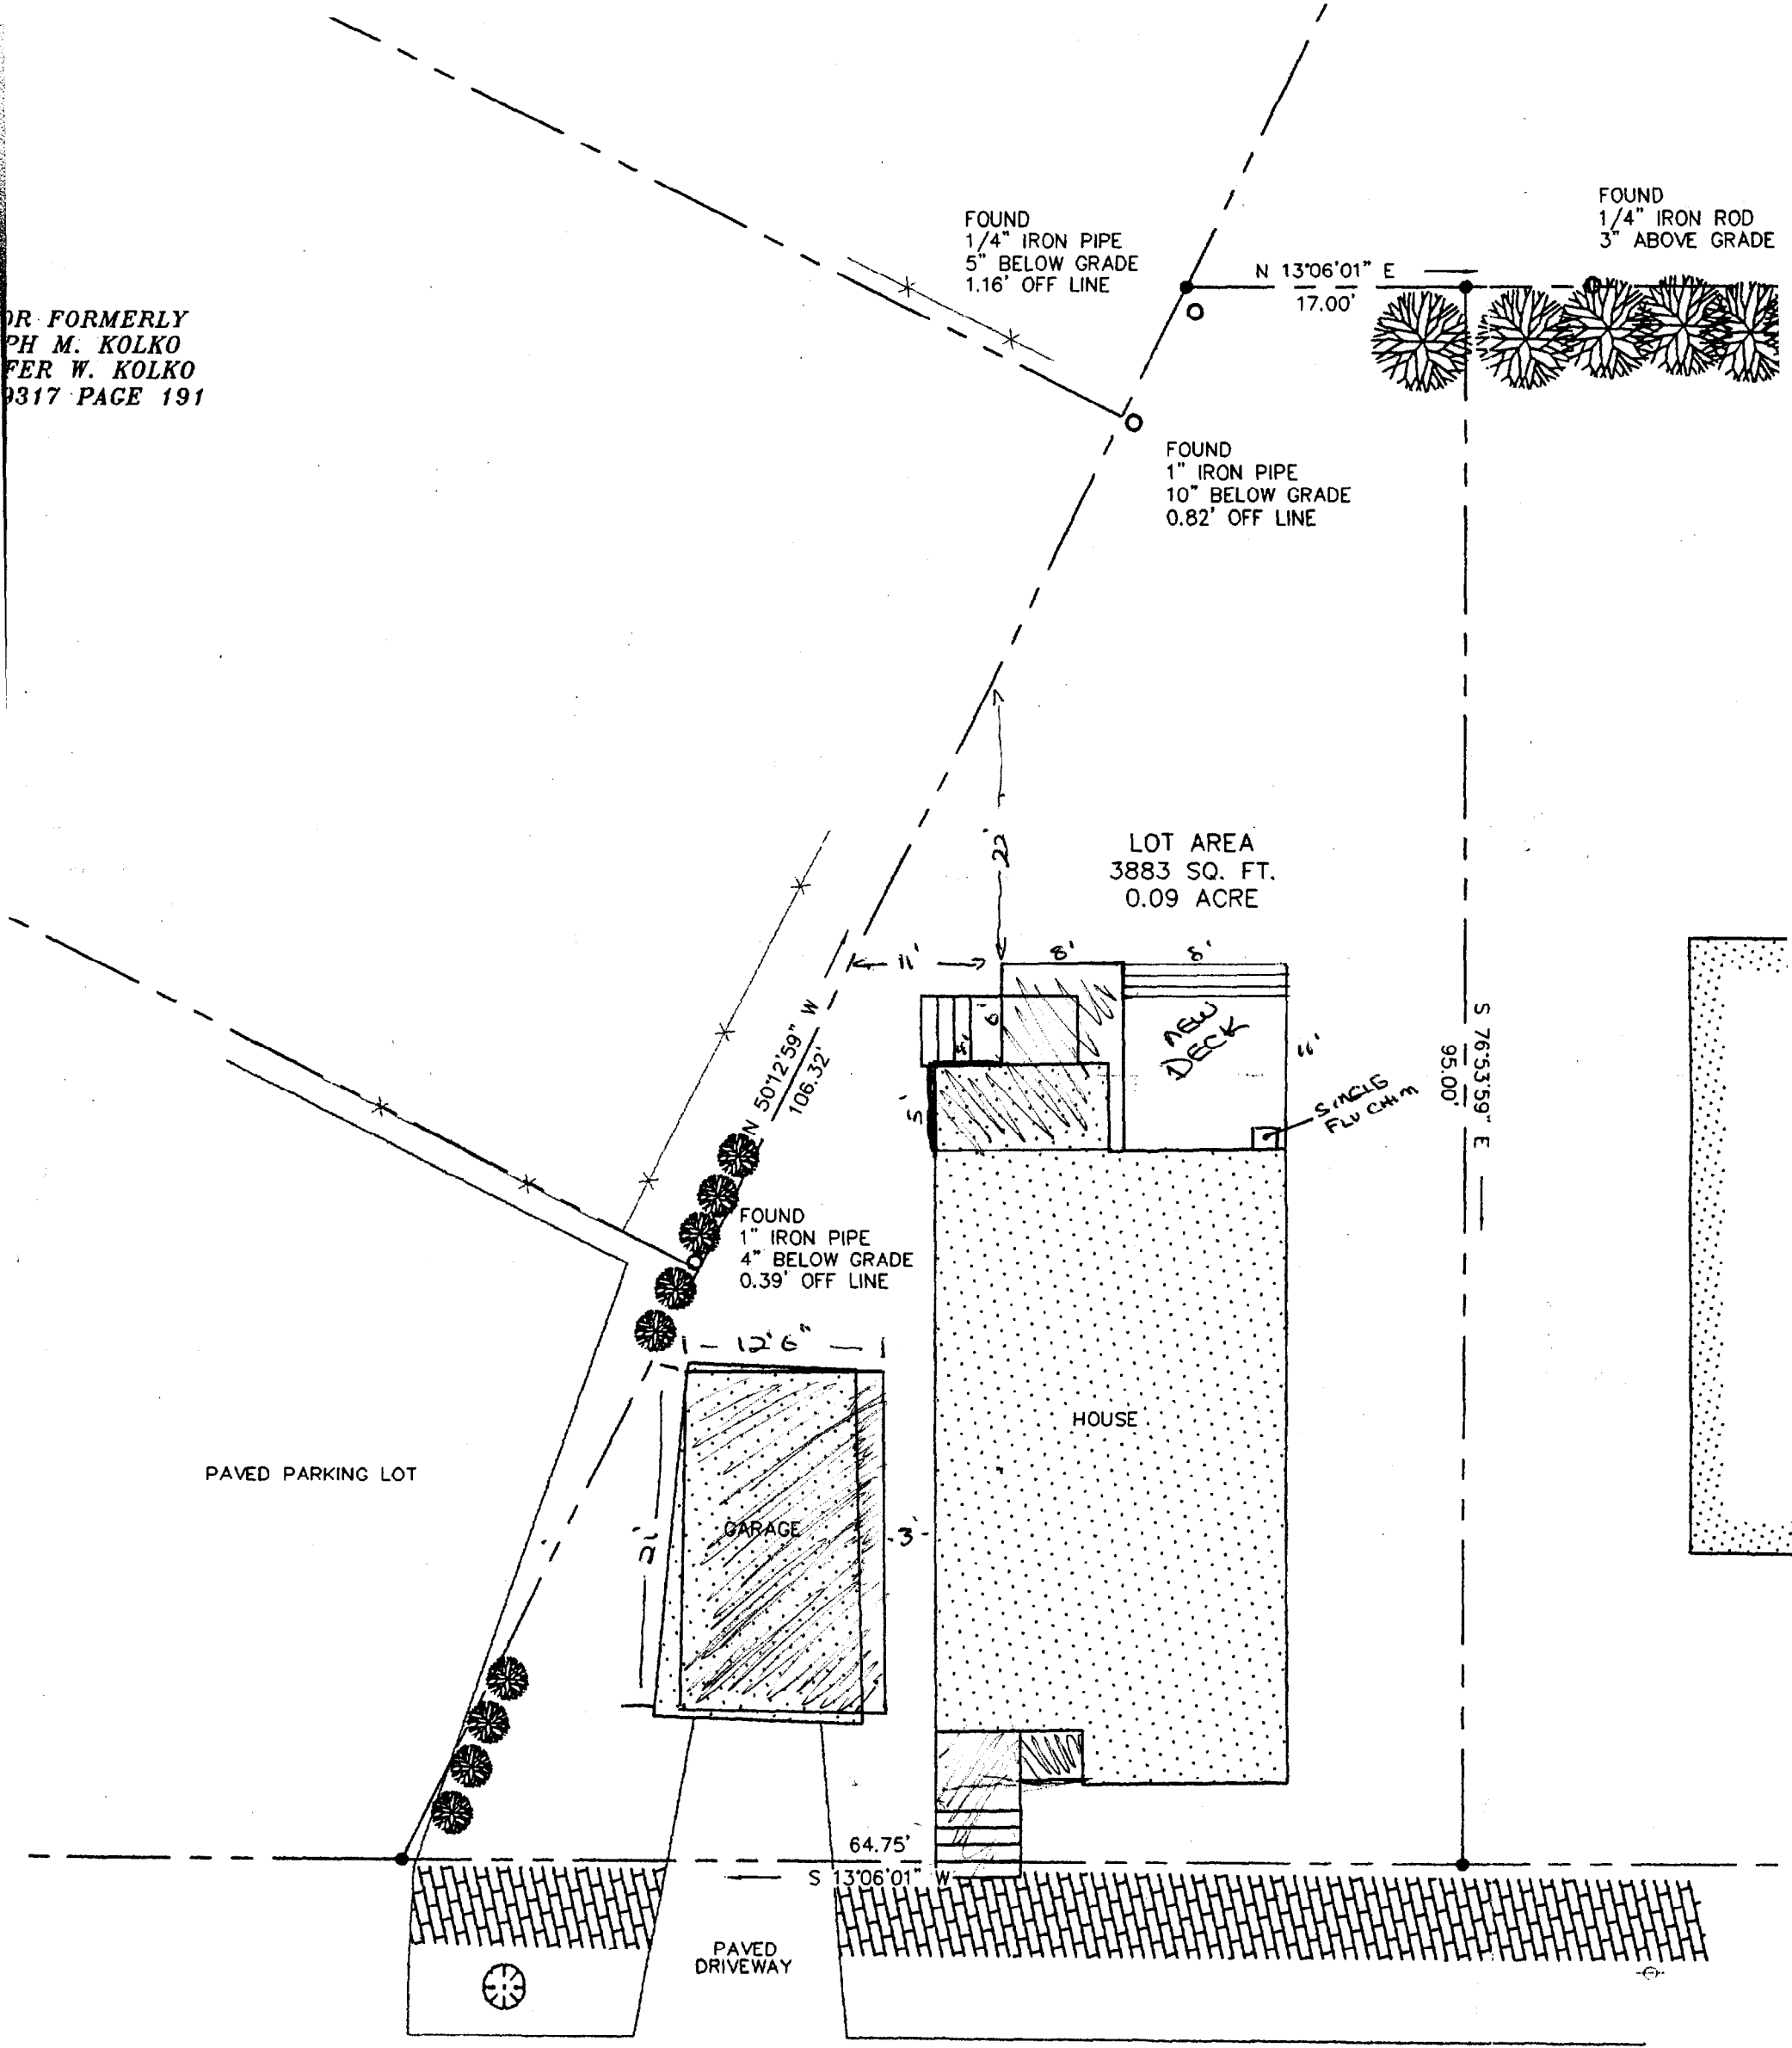 FOUND
1/4" IRON PIPE
5" BELOW GRADE
1.16' OFF LINE
FOUND
1/4" IRON ROD
3" ABOVE GRADE
N 13°06'01" E
17.00'
OR FORMERLY
PH M. KOLKO
FER W. KOLKO
9317 PAGE 191
FOUND
1" IRON PIPE
10" BELOW GRADE
0.82' OFF LINE
22'
LOT AREA
3883 SQ. FT.
0.09 ACRE
11'
8'
8'
6'
NEW
DECK
11'
5'
SINGLE
FLU CHIM
S 76°53'59" E
95.00'
N 50°12'59" W
106.32'
FOUND
1" IRON PIPE
4" BELOW GRADE
0.39' OFF LINE
12'6"
HOUSE
PAVED PARKING LOT
21'
GARAGE
3'
64.75'
S 13°06'01" W
PAVED
DRIVEWAY